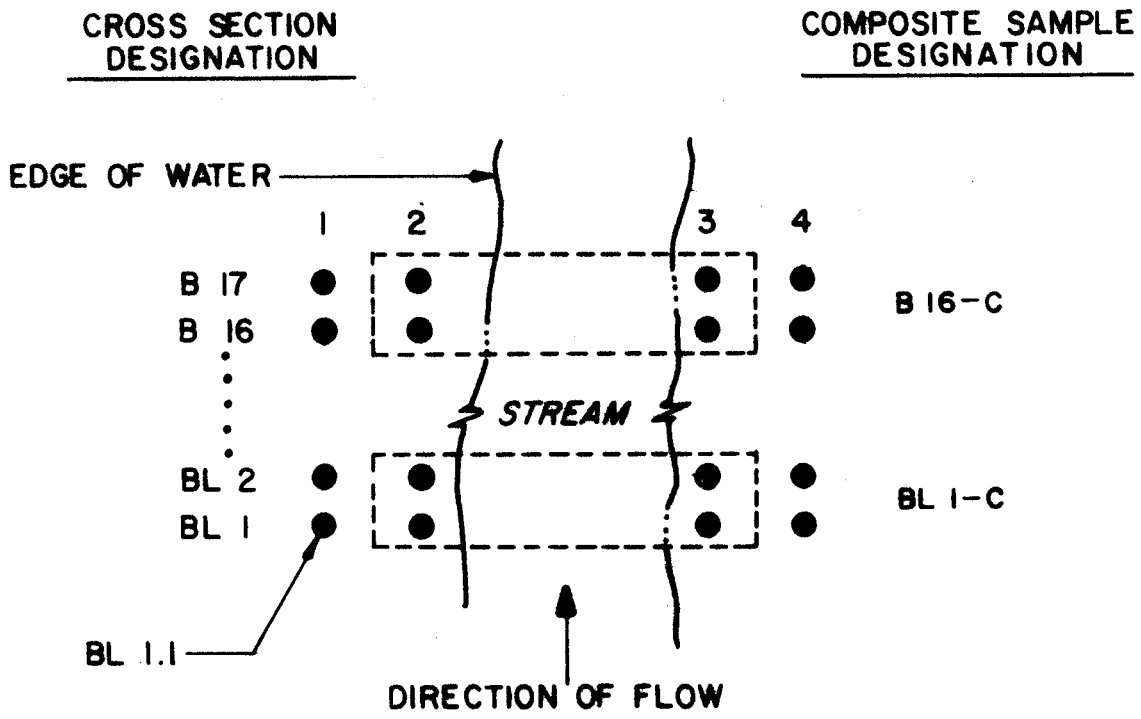 CROSS SECTION
DESIGNATION
COMPOSITE SAMPLE
DESIGNATION
EDGE OF WATER
1 2 3 4
B 17
B 16
B 16-C
STREAM
BL 2
BL 1
BL 1-C
BL 1.1
DIRECTION OF FLOW